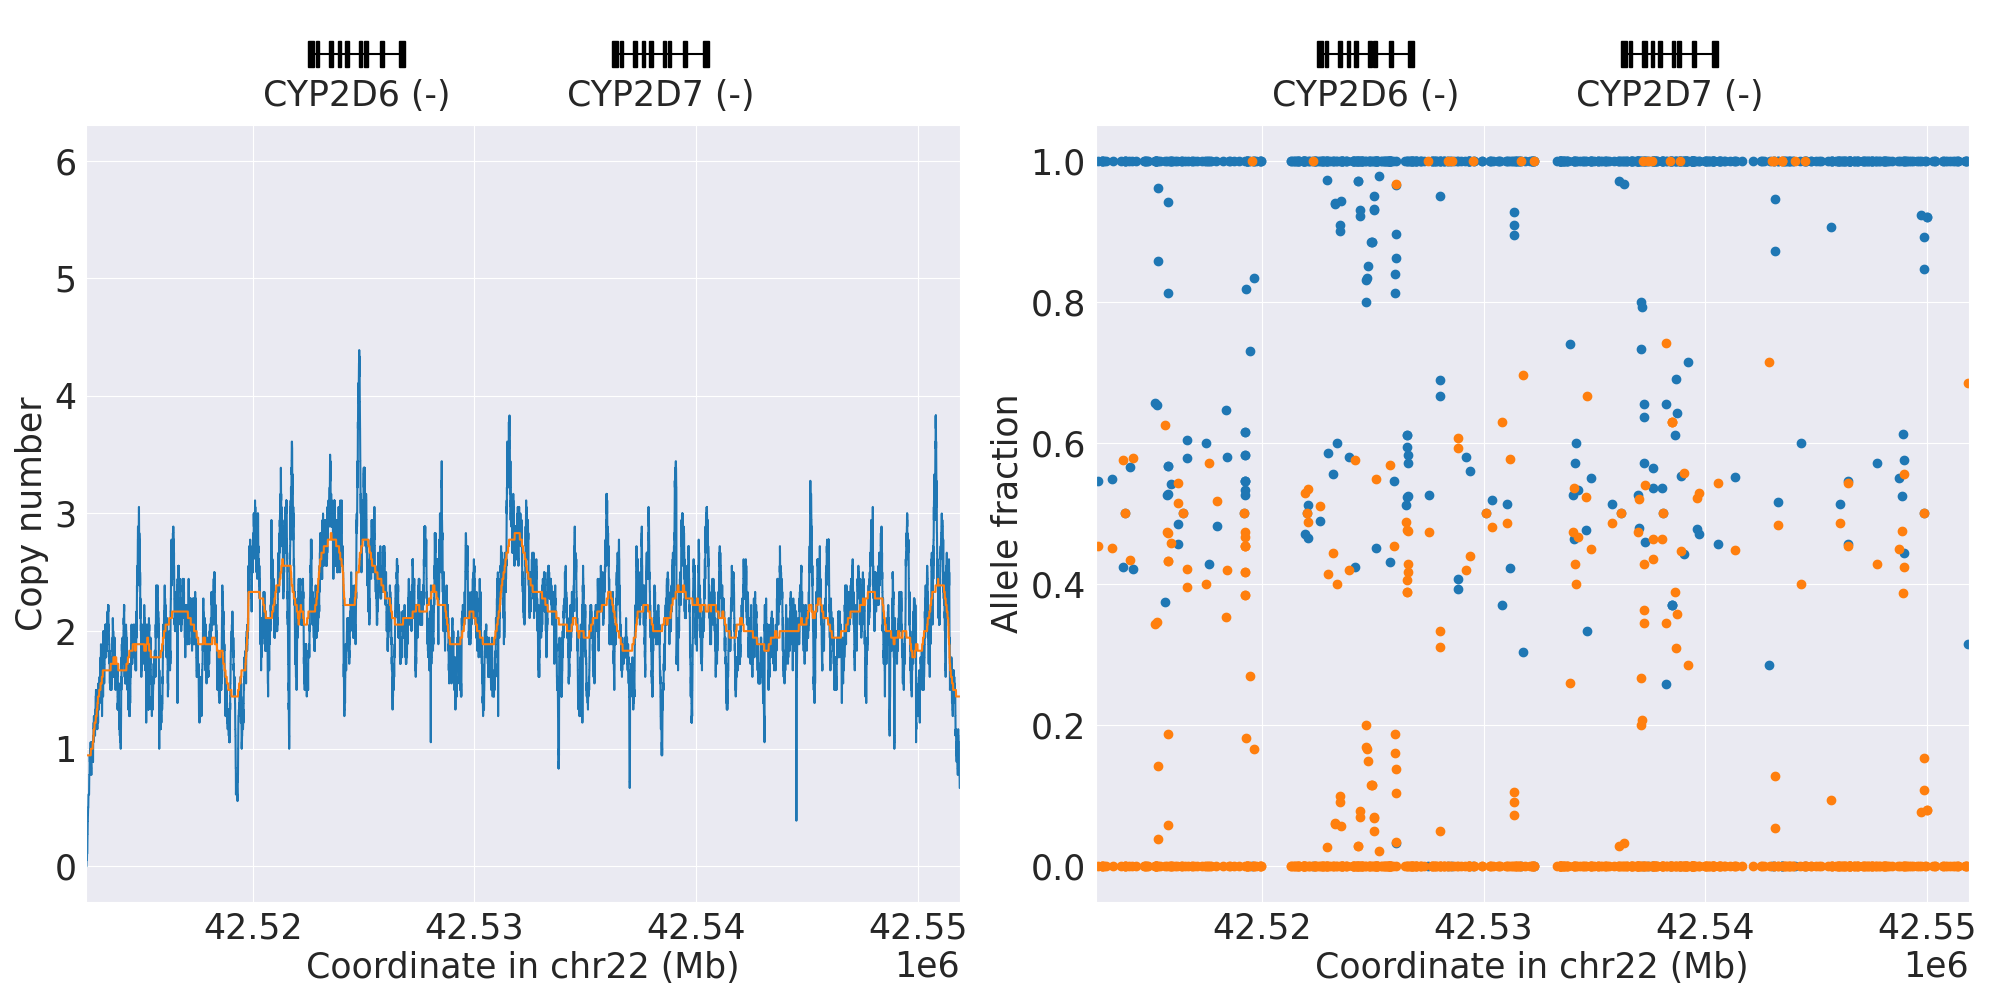 CYP2D6 (-) CYP2D7 (-)
6
5
4
3
2
1
0
Copy number
42.52 42.53 42.54 42.55
Coordinate in chr22 (Mb) 1e6
CYP2D6 (-) CYP2D7 (-)
1.0
0.8
0.6
0.4
0.2
0.0
Allele fraction
42.52 42.53 42.54 42.55
Coordinate in chr22 (Mb) 1e6